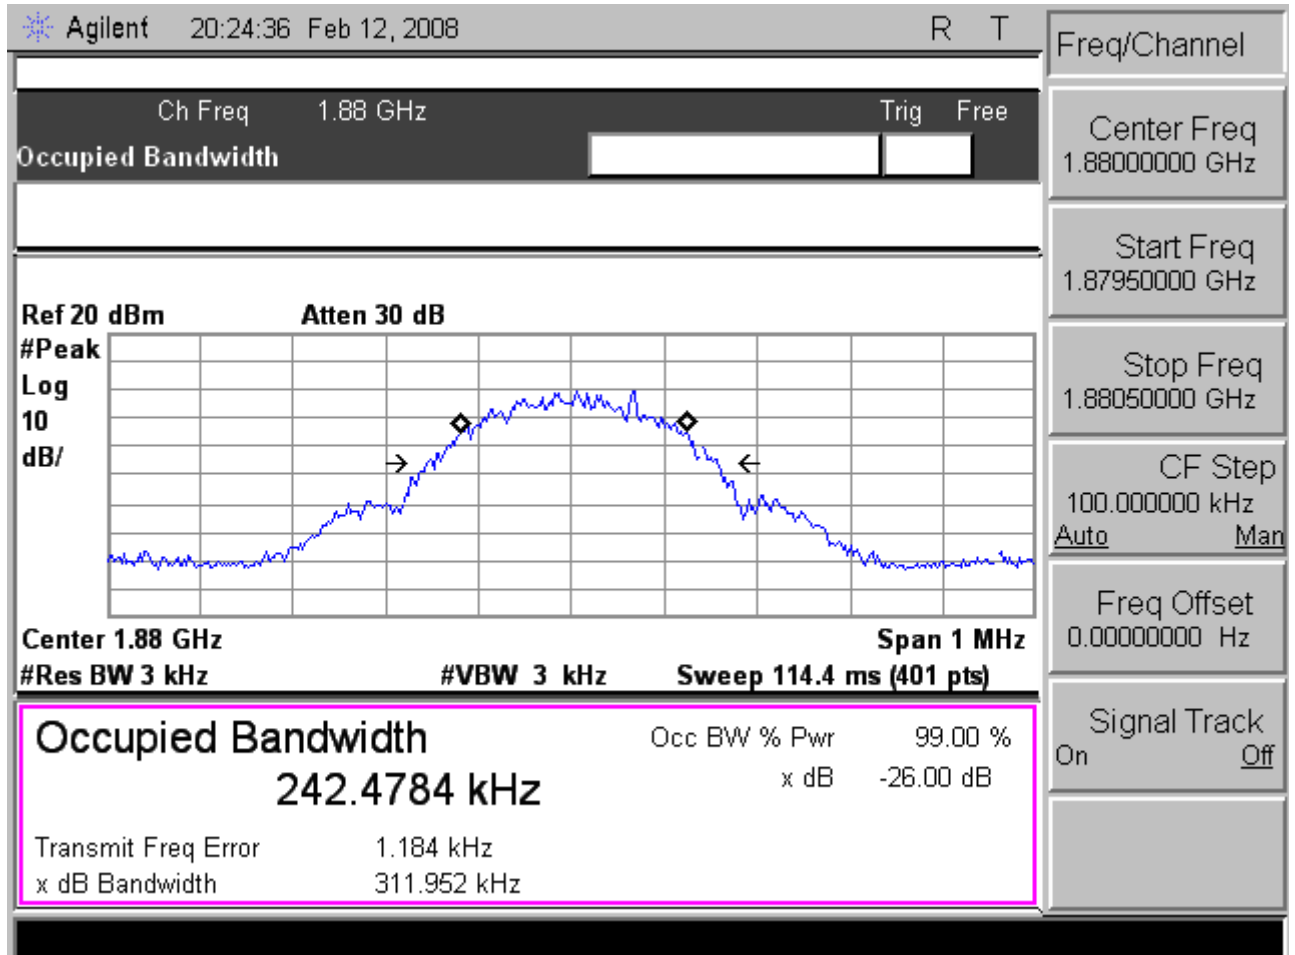 Agilent 20:24:36 Feb 12, 2008 R T
Freq/Channel
Ch Freq 1.88 GHz Trig Free
Occupied Bandwidth
Center Freq
1.88000000 GHz
Start Freq
1.87950000 GHz
Stop Freq
1.88050000 GHz
CF Step
100.000000 kHz
Auto Man
Freq Offset
0.00000000 Hz
Signal Track
On Off
Ref 20 dBm Atten 30 dB
#Peak
Log
10
dB/
Center 1.88 GHz Span 1 MHz
#Res BW 3 kHz #VBW 3 kHz Sweep 114.4 ms (401 pts)
Occupied Bandwidth Occ BW % Pwr 99.00 %
242.4784 kHz x dB -26.00 dB
Transmit Freq Error 1.184 kHz
x dB Bandwidth 311.952 kHz